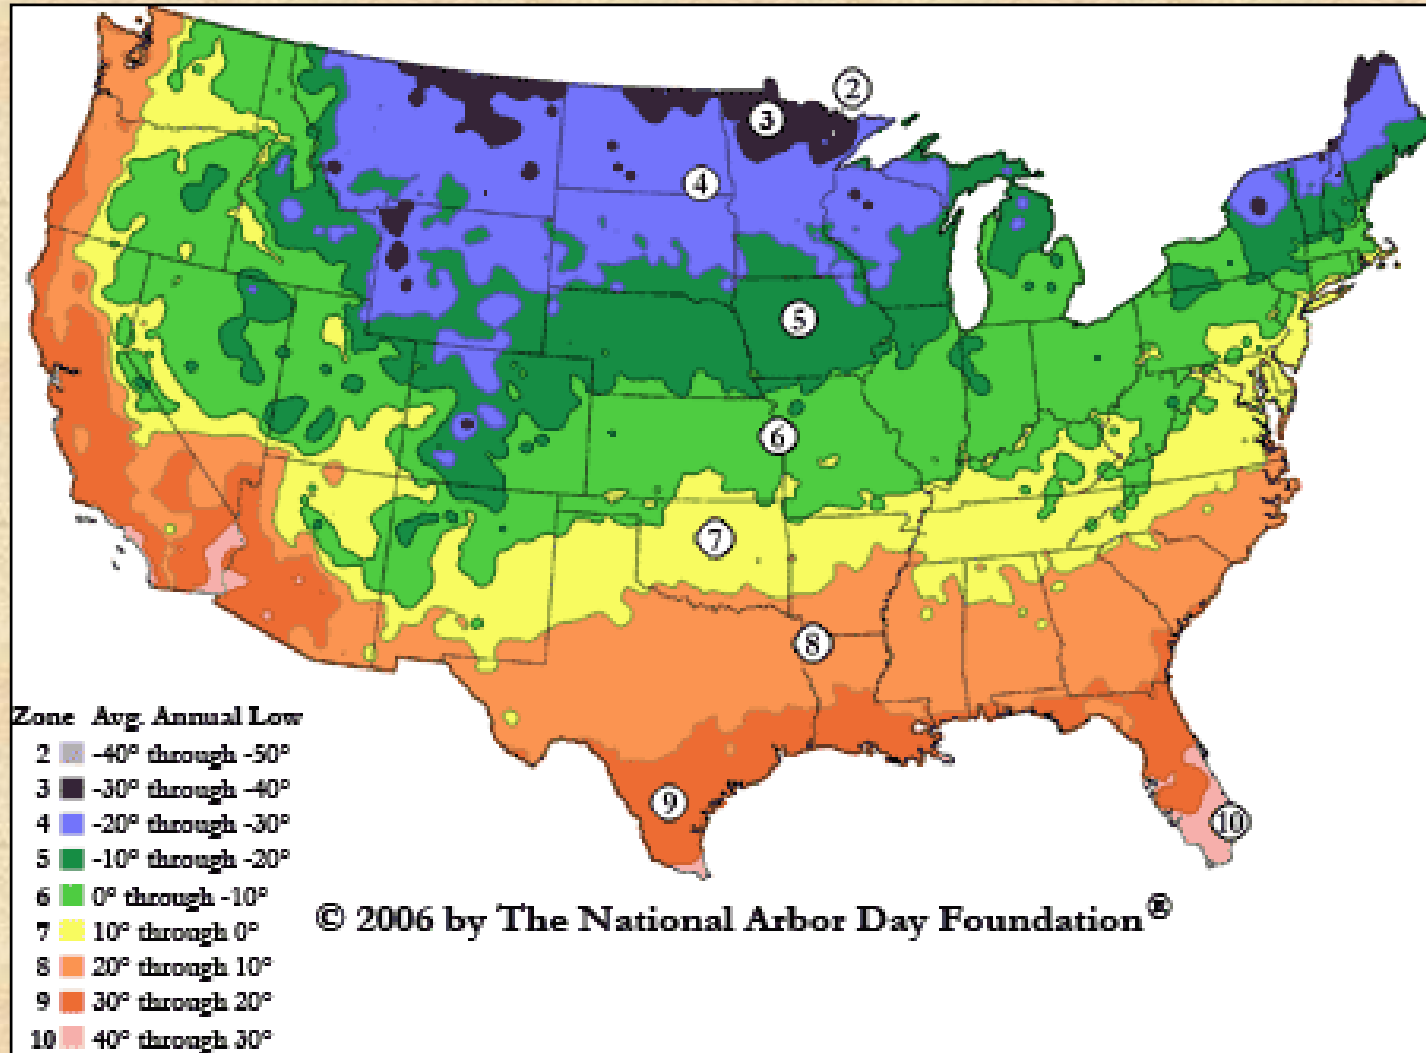 2
3
4
5
6
7
8
9
10
Zone Avg. Annual Low
2 -40° through -50°
3 -30° through -40°
4 -20° through -30°
5 -10° through -20°
6 0° through -10°
7 10° through 0°
8 20° through 10°
9 30° through 20°
10 40° through 30°
© 2006 by The National Arbor Day Foundation®